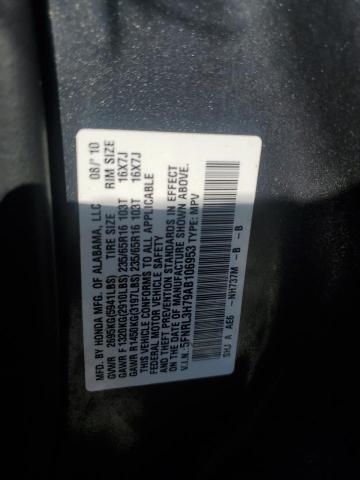 MFD. BY HONDA MFG. OF ALABAMA, LLC 08/ 10
GVWR 2695KG(5941LBS) TIRE SIZE RIM SIZE
GAWR F 1320KG(2910LBS) 235/65R16 103T 16X7J
GAWR R 1450KG(3197LBS) 235/65R16 103T 16X7J
THIS VEHICLE CONFORMS TO ALL APPLICABLE
FEDERAL MOTOR VEHICLE SAFETY
AND THEFT PREVENTION STANDARDS IN EFFECT
ON THE DATE OF MANUFACTURE SHOWN ABOVE.
V.I.N.: 5FNRL3H79AB106953 TYPE: MPV
SHJ A AE6 -NH737M -B -B